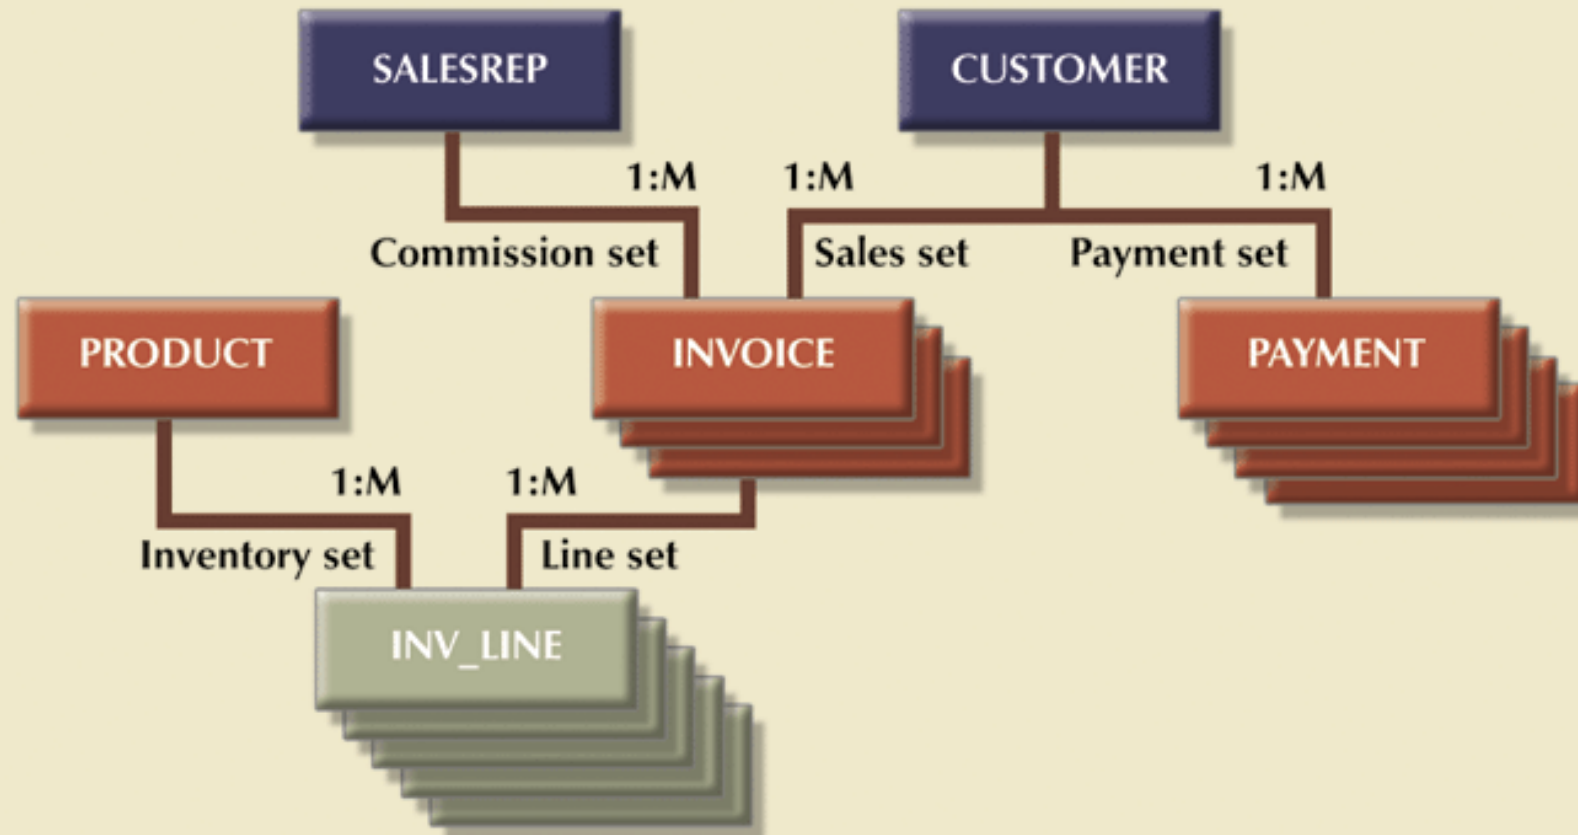 SALESREP
CUSTOMER
1:M
1:M
1:M
Commission set
Sales set
Payment set
PRODUCT
INVOICE
PAYMENT
1:M
1:M
Inventory set
Line set
INV_LINE